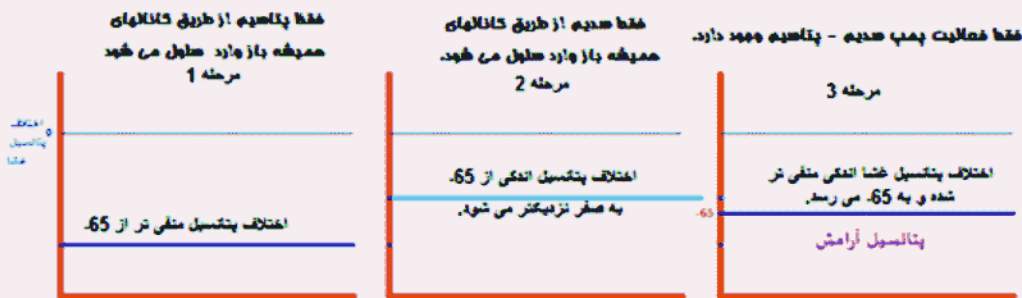 فقط پتاسیم از طریق کانالهای
همیشه باز وارد سلول می شود
مرحله 1
اختلاف
پتانسیل
غشا
0
اختلاف پتانسیل منفی تر از 65-
فقط سدیم از طریق کانالهای
همیشه باز وارد سلول می شود.
مرحله 2
اختلاف پتانسیل اندکی از 65-
به صفر نزدیکتر می شود.
فقط فعالیت پمپ سدیم - پتاسیم وجود دارد.
مرحله 3
اختلاف پتانسیل غشا اندکی منفی تر
شده و به 65- می رسد.
-65
پتانسیل آرامش